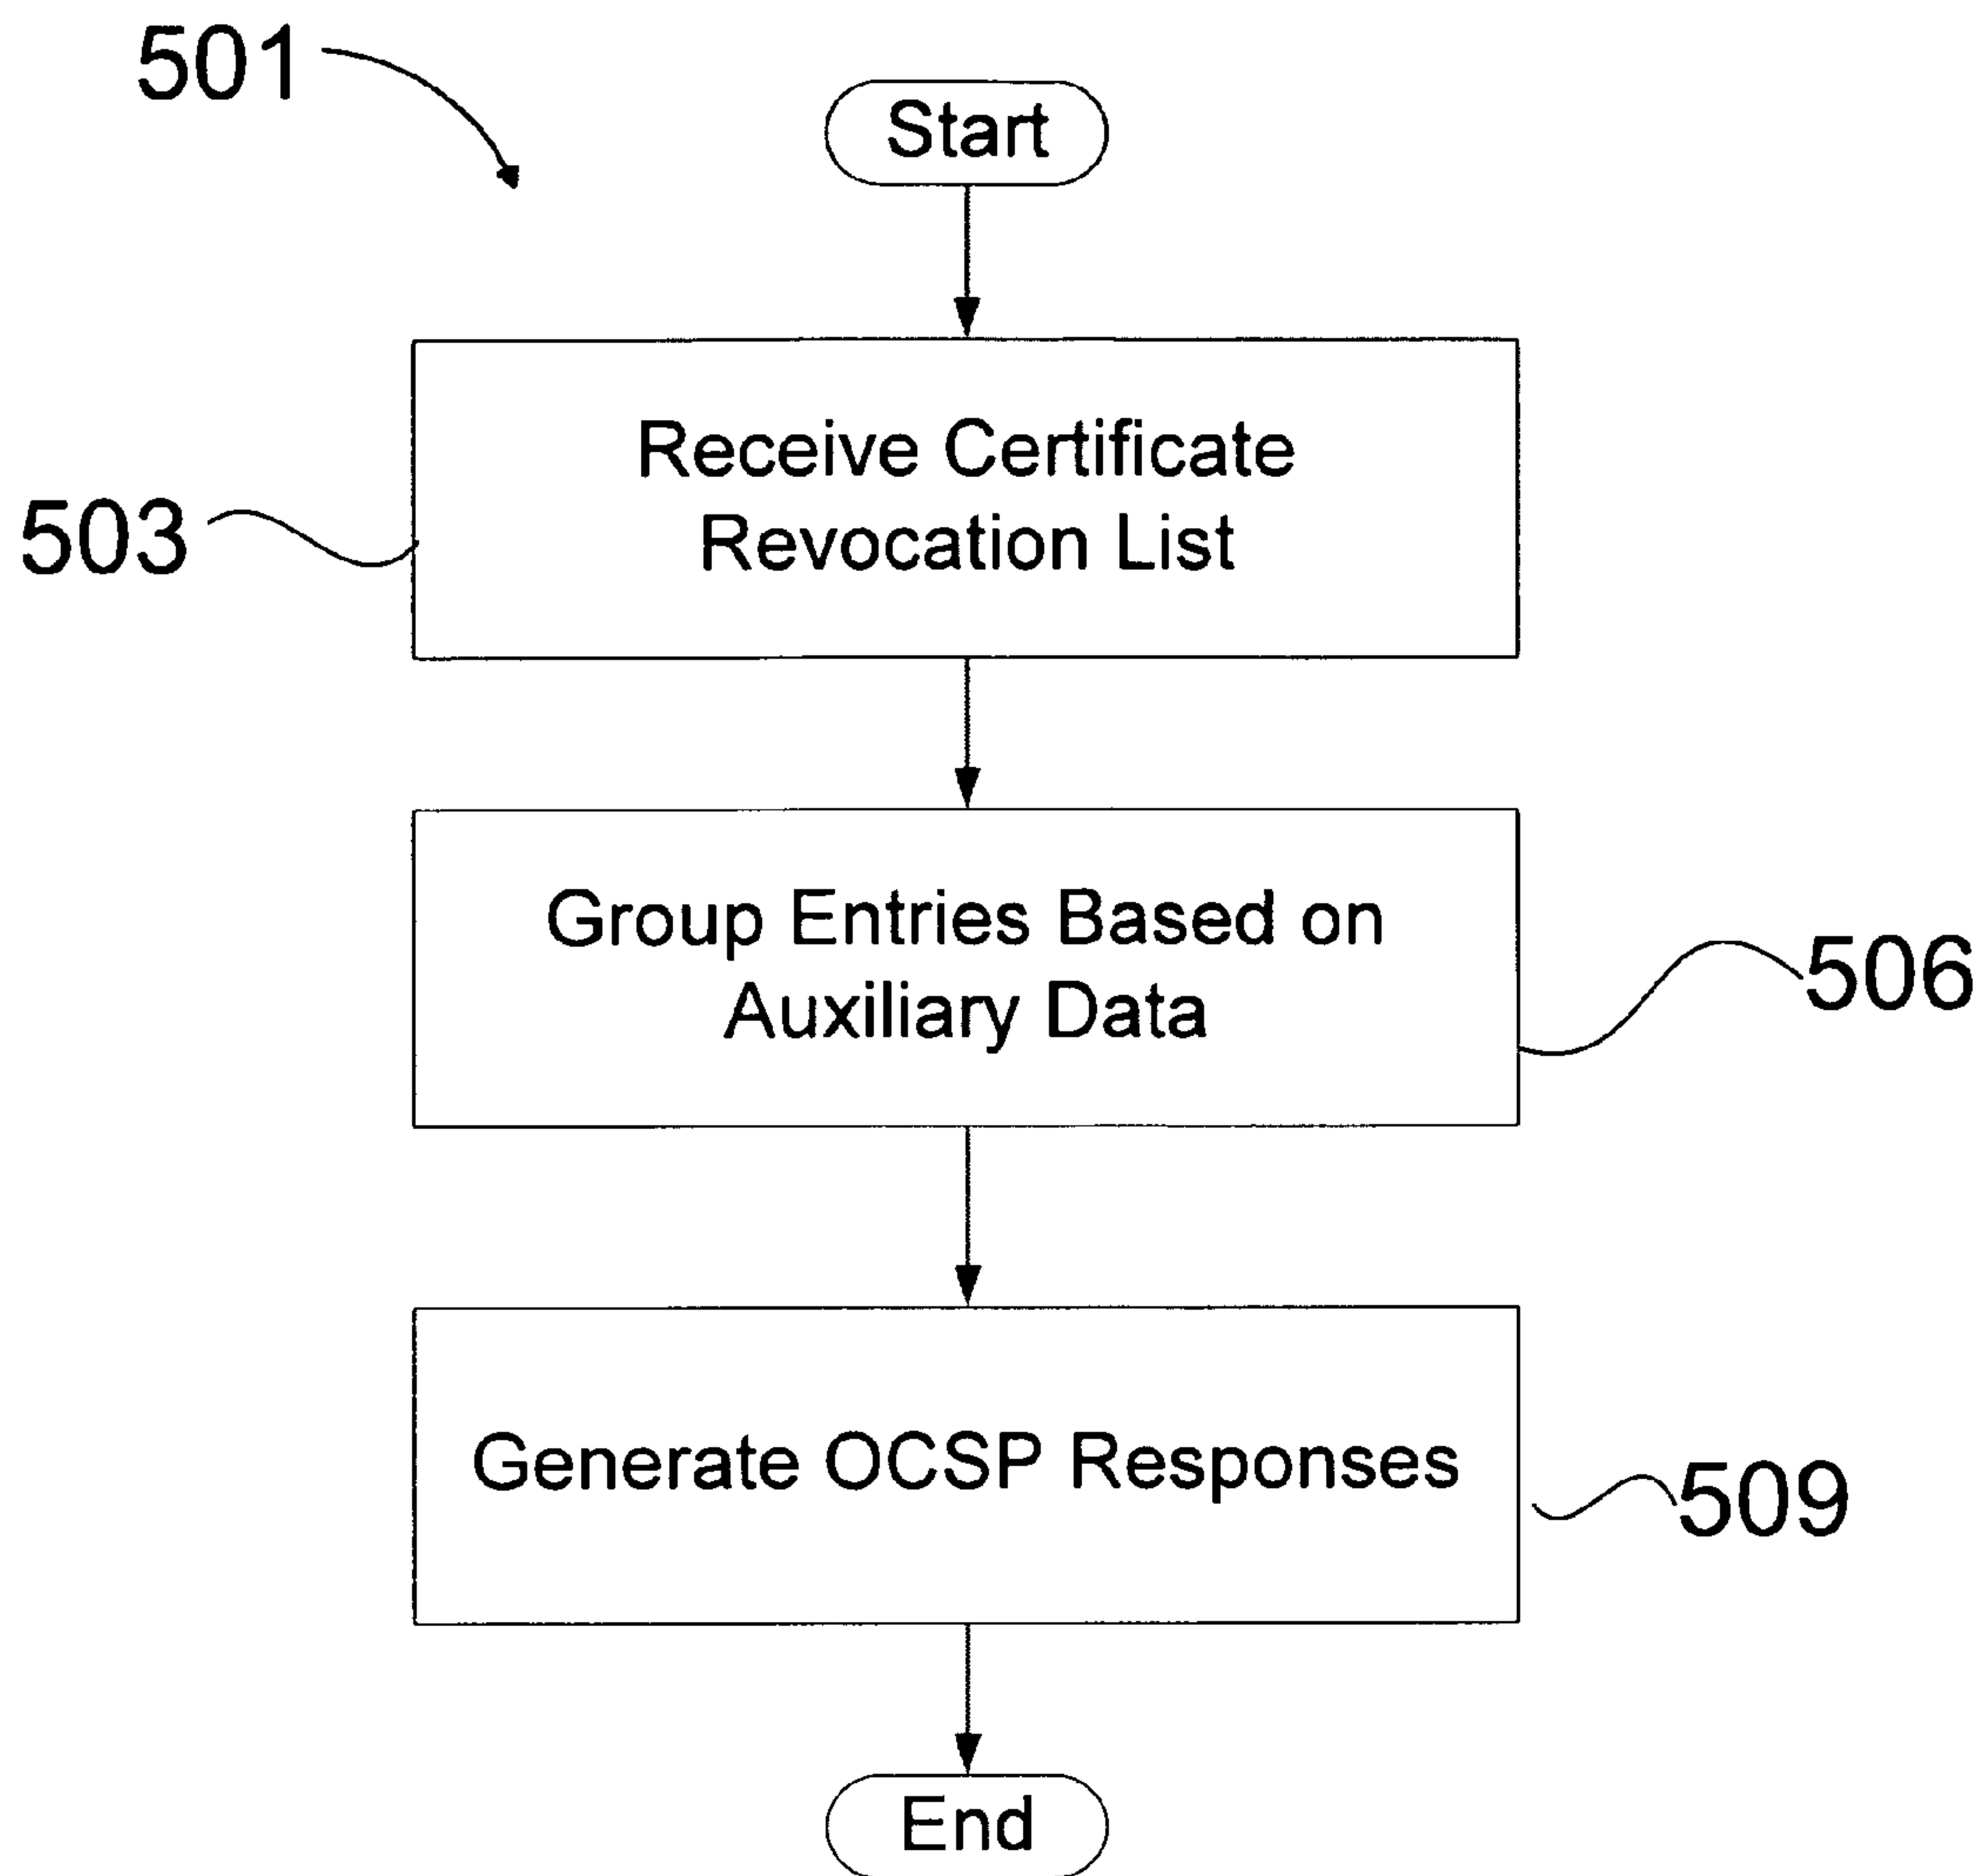 501
Start
Receive Certificate
Revocation List
503
Group Entries Based on
Auxiliary Data
506
Generate OCSP Responses
509
End